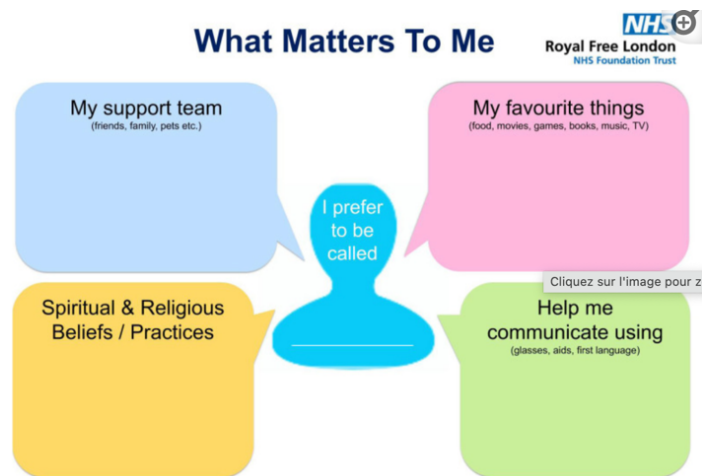 What Matters To Me
NHS
Royal Free London
NHS Foundation Trust
My support team
(friends, family, pets etc.)
My favourite things
(food, movies, games, books, music, TV)
I prefer
to be
called
Cliquez sur l'image pour z
Spiritual & Religious
Beliefs / Practices
Help me
communicate using
(glasses, aids, first language)